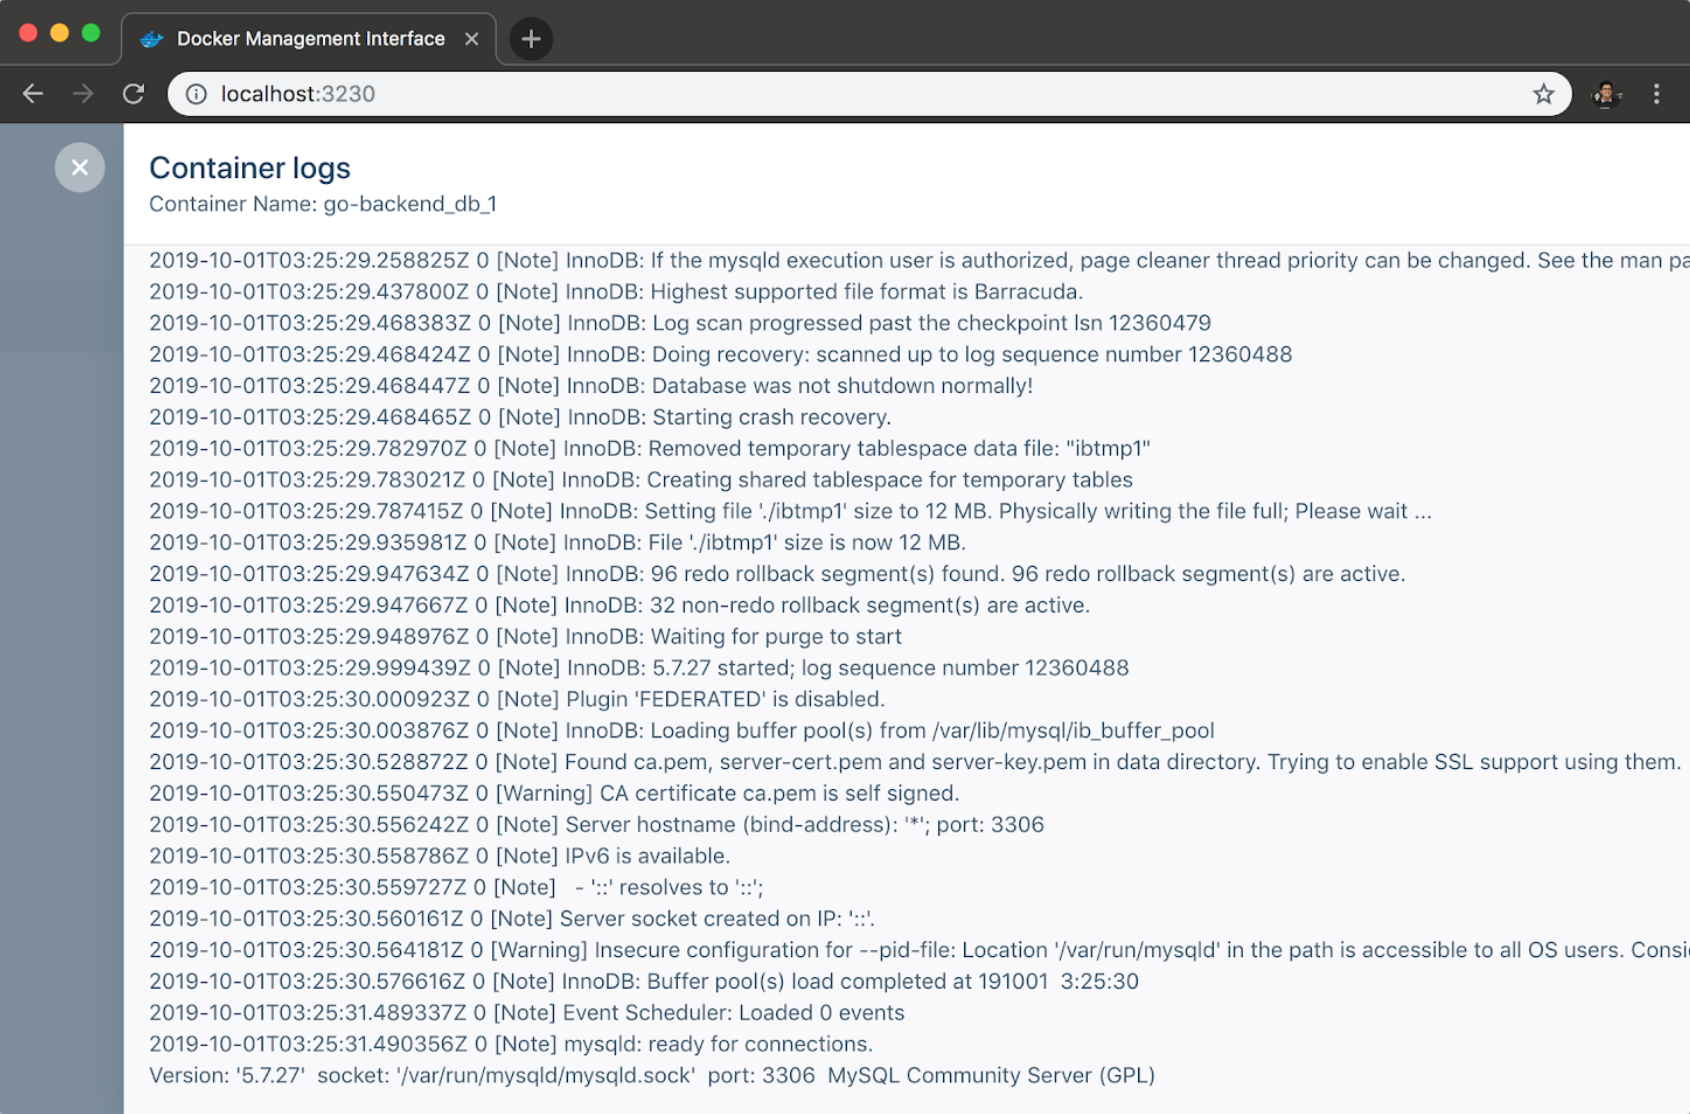 Docker Management Interface
localhost:3230
Container logs
Container Name: go-backend_db_1
2019-10-01T03:25:29.258825Z 0 [Note] InnoDB: If the mysqld execution user is authorized, page cleaner thread priority can be changed. See the man pa
2019-10-01T03:25:29.437800Z 0 [Note] InnoDB: Highest supported file format is Barracuda.
2019-10-01T03:25:29.468383Z 0 [Note] InnoDB: Log scan progressed past the checkpoint lsn 12360479
2019-10-01T03:25:29.468424Z 0 [Note] InnoDB: Doing recovery: scanned up to log sequence number 12360488
2019-10-01T03:25:29.468447Z 0 [Note] InnoDB: Database was not shutdown normally!
2019-10-01T03:25:29.468465Z 0 [Note] InnoDB: Starting crash recovery.
2019-10-01T03:25:29.782970Z 0 [Note] InnoDB: Removed temporary tablespace data file: "ibtmp1"
2019-10-01T03:25:29.783021Z 0 [Note] InnoDB: Creating shared tablespace for temporary tables
2019-10-01T03:25:29.787415Z 0 [Note] InnoDB: Setting file './ibtmp1' size to 12 MB. Physically writing the file full; Please wait ...
2019-10-01T03:25:29.935981Z 0 [Note] InnoDB: File './ibtmp1' size is now 12 MB.
2019-10-01T03:25:29.947634Z 0 [Note] InnoDB: 96 redo rollback segment(s) found. 96 redo rollback segment(s) are active.
2019-10-01T03:25:29.947667Z 0 [Note] InnoDB: 32 non-redo rollback segment(s) are active.
2019-10-01T03:25:29.948976Z 0 [Note] InnoDB: Waiting for purge to start
2019-10-01T03:25:29.999439Z 0 [Note] InnoDB: 5.7.27 started; log sequence number 12360488
2019-10-01T03:25:30.000923Z 0 [Note] Plugin 'FEDERATED' is disabled.
2019-10-01T03:25:30.003876Z 0 [Note] InnoDB: Loading buffer pool(s) from /var/lib/mysql/ib_buffer_pool
2019-10-01T03:25:30.528872Z 0 [Note] Found ca.pem, server-cert.pem and server-key.pem in data directory. Trying to enable SSL support using them.
2019-10-01T03:25:30.550473Z 0 [Warning] CA certificate ca.pem is self signed.
2019-10-01T03:25:30.556242Z 0 [Note] Server hostname (bind-address): '*'; port: 3306
2019-10-01T03:25:30.558786Z 0 [Note] IPv6 is available.
2019-10-01T03:25:30.559727Z 0 [Note]   - '::' resolves to '::';
2019-10-01T03:25:30.560161Z 0 [Note] Server socket created on IP: '::'.
2019-10-01T03:25:30.564181Z 0 [Warning] Insecure configuration for --pid-file: Location '/var/run/mysqld' in the path is accessible to all OS users. Consi
2019-10-01T03:25:30.576616Z 0 [Note] InnoDB: Buffer pool(s) load completed at 191001  3:25:30
2019-10-01T03:25:31.489337Z 0 [Note] Event Scheduler: Loaded 0 events
2019-10-01T03:25:31.490356Z 0 [Note] mysqld: ready for connections.
Version: '5.7.27'  socket: '/var/run/mysqld/mysqld.sock'  port: 3306  MySQL Community Server (GPL)